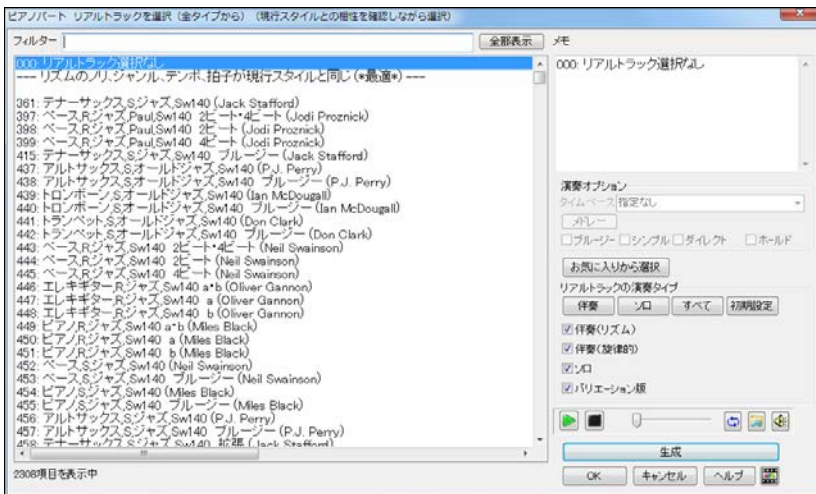 ピアノパート リアルトラックを選択 (全タイプから) (現行スタイルとの相性を確認しながら選択)
フィルター
全部表示
メモ
000: リアルトラック選択なし
--- リズムのノリ、ジャンル、テンポ、拍子が現行スタイルと同じ (*最適*) ---
361: テナーサックス,S,ジャズ,Sw140 (Jack Stafford)
397: ベース,R,ジャズ,Paul,Sw140 2ビート・4ビート (Jodi Proznick)
398: ベース,R,ジャズ,Paul,Sw140 2ビート (Jodi Proznick)
399: ベース,R,ジャズ,Paul,Sw140 4ビート (Jodi Proznick)
415: テナーサックス,S,ジャズ,Sw140 ブルージー (Jack Stafford)
437: アルトサックス,S,オールドジャズ,Sw140 (P.J. Perry)
438: アルトサックス,S,オールドジャズ,Sw140 ブルージー (P.J. Perry)
439: トロンボーン,S,オールドジャズ,Sw140 (Ian McDougall)
440: トロンボーン,S,オールドジャズ,Sw140 ブルージー (Ian McDougall)
441: トランペット,S,オールドジャズ,Sw140 (Don Clark)
442: トランペット,S,オールドジャズ,Sw140 ブルージー (Don Clark)
443: ベース,R,ジャズ,Sw140 2ビート・4ビート (Neil Swainson)
444: ベース,R,ジャズ,Sw140 2ビート (Neil Swainson)
445: ベース,R,ジャズ,Sw140 4ビート (Neil Swainson)
446: エレキギター,R,ジャズ,Sw140 a・b (Oliver Gannon)
447: エレキギター,R,ジャズ,Sw140 a (Oliver Gannon)
448: エレキギター,R,ジャズ,Sw140 b (Oliver Gannon)
449: ピアノ,R,ジャズ,Sw140 a・b (Miles Black)
450: ピアノ,R,ジャズ,Sw140 a (Miles Black)
451: ピアノ,R,ジャズ,Sw140 b (Miles Black)
452: ベース,S,ジャズ,Sw140 (Neil Swainson)
453: ベース,S,ジャズ,Sw140 ブルージー (Neil Swainson)
454: ピアノ,S,ジャズ,Sw140 (Miles Black)
455: ピアノ,S,ジャズ,Sw140 ブルージー (Miles Black)
456: アルトサックス,S,ジャズ,Sw140 (P.J. Perry)
457: アルトサックス,S,ジャズ,Sw140 ブルージー (P.J. Perry)
458: テナーサックス,S,ジャズ,Sw140 拡張 (Jack Stafford)
2308項目を表示中
000: リアルトラック選択なし
演奏オプション
タイムベース 指定なし
メドレー
ブルージー シンプル ダイレクト ホールド
お気に入りから選択
リアルトラックの演奏タイプ
伴奏 ソロ すべて 初期設定
伴奏(リズム)
伴奏(旋律的)
ソロ
バリエーション版
生成
OK キャンセル ヘルプ